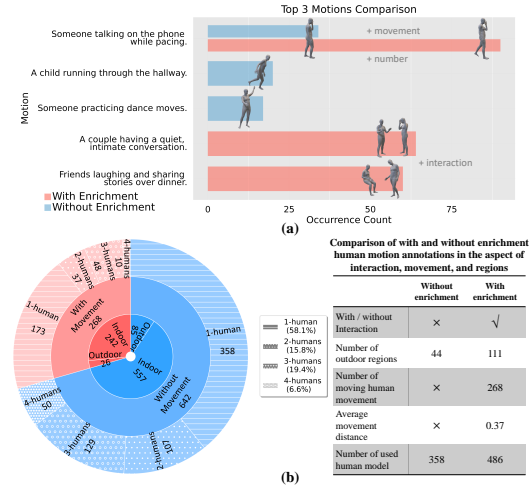 Top 3 Motions Comparison
Someone talking on the phone
while pacing.
+ movement
+ number
A child running through the hallway.
Someone practicing dance moves.
Motion
A couple having a quiet,
intimate conversation.
+ interaction
Friends laughing and sharing
stories over dinner.
With Enrichment
Without Enrichment
0 25 50 75
Occurrence Count
(a)
4-humans
10
3-humans
48
2-humans
37
1-human
173
With
Movement
268
Indoor
242
Outdoor
26
Outdoor
85
Indoor
557
Without
Movement
642
1-human
358
2-humans
107
3-humans
129
4-humans
50
1-human
(58.1%)
2-humans
(15.8%)
3-humans
(19.4%)
4-humans
(6.6%)
(b)
Comparison of with and without enrichment
human motion annotations in the aspect of
interaction, movement, and regions
Without
enrichment
With
enrichment
With / without
Interaction
× √
Number of
outdoor regions
44 111
Number of
moving human
movement
× 268
Average
movement
distance
× 0.37
Number of used
human model
358 486